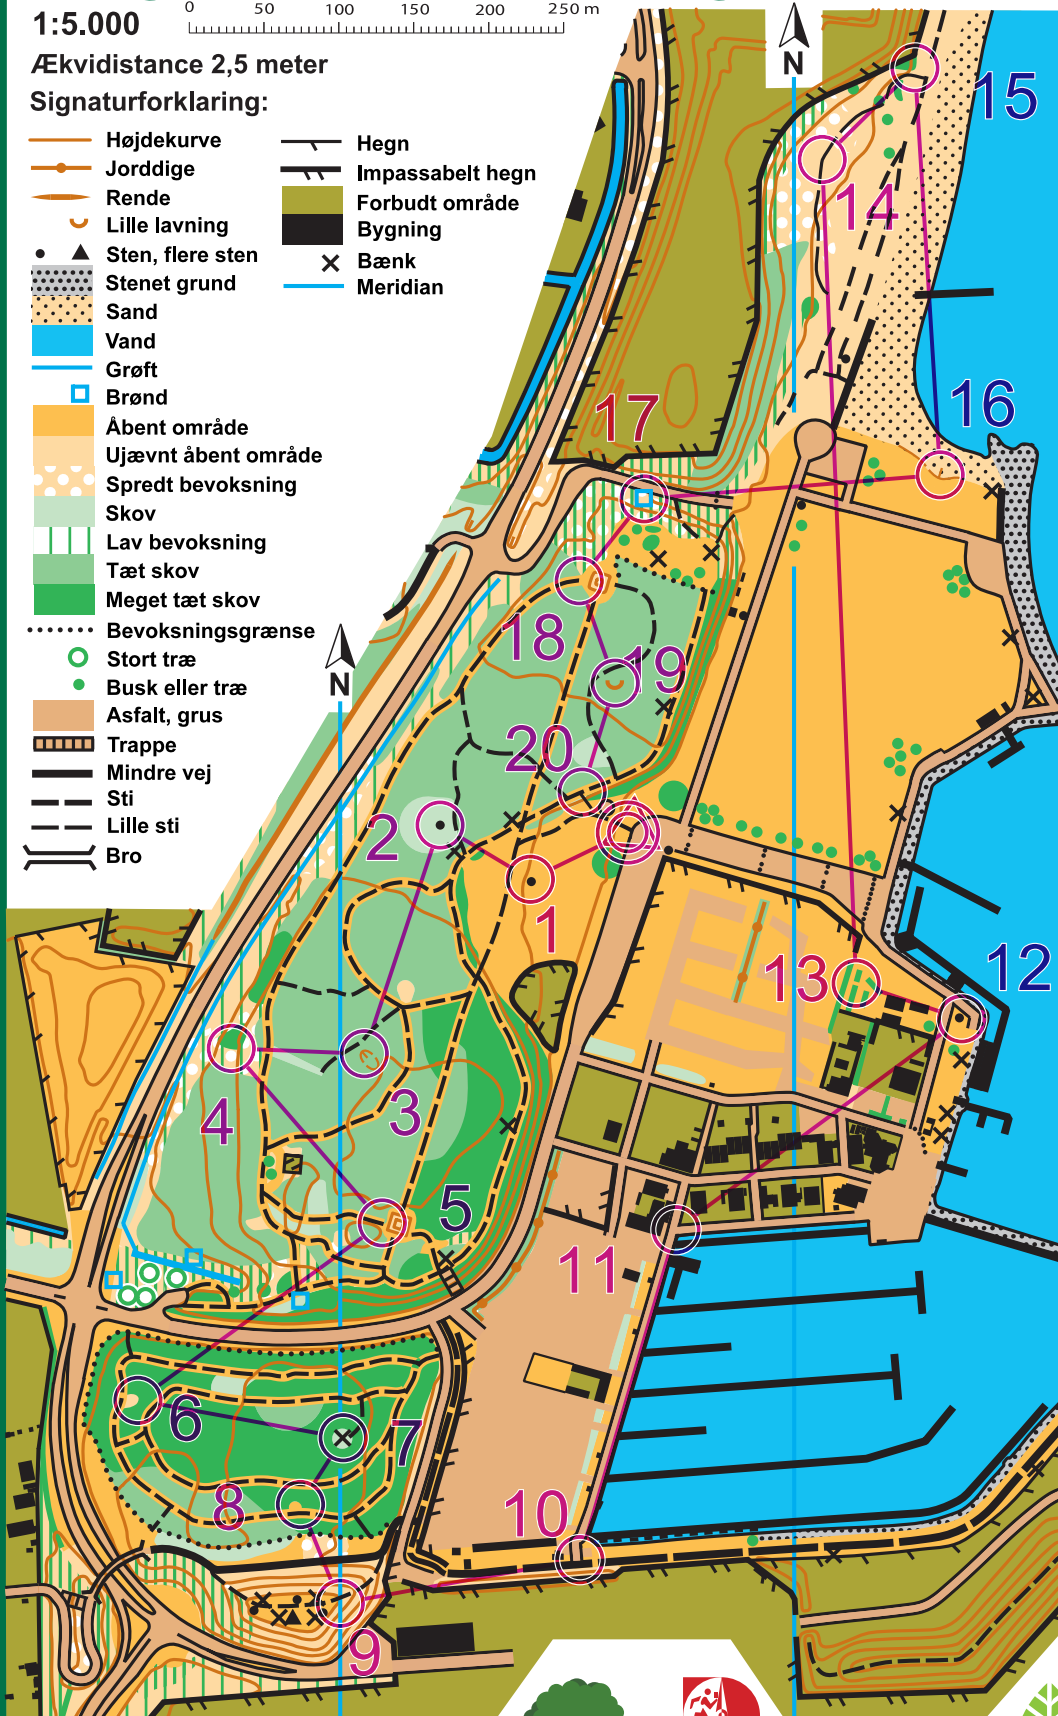 0 50 100 150 200 250 m
1:5.000
Ækvidistance 2,5 meter
Signaturforklaring:
Højdekurve
Jorddige
Rende
Lille lavning
Sten, flere sten
Stenet grund
Sand
Vand
Grøft
Brønd
Åbent område
Ujævnt åbent område
Spredt bevoksning
Skov
Lav bevoksning
Tæt skov
Meget tæt skov
Bevoksningsgrænse
Stort træ
Busk eller træ
Asfalt, grus
Trappe
Mindre vej
Sti
Lille sti
Bro
Hegn
Impassabelt hegn
Forbudt område
Bygning
Bænk
Meridian
N
N
15
14
16
17
18
19
20
2
1
13
12
3
4
5
11
6
7
8
10
9